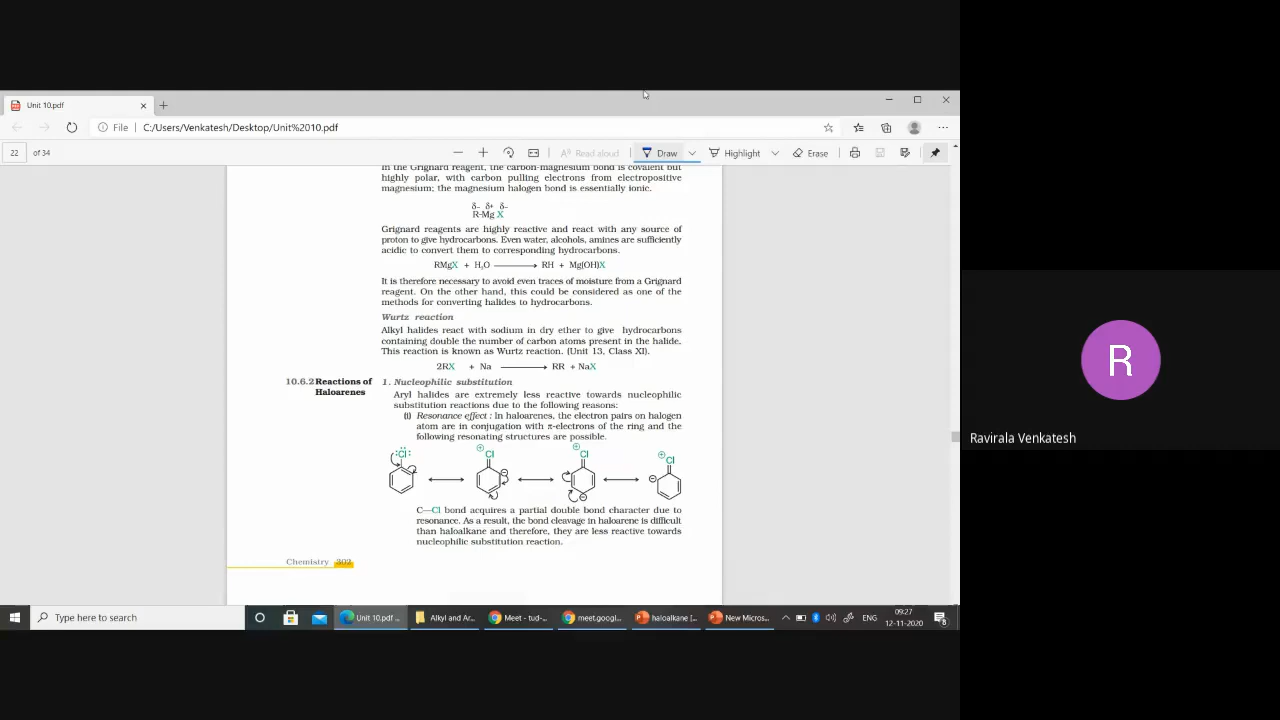 Unit 10.pdf
File C:/Users/Venkatesh/Desktop/Unit%2010.pdf
22 of 34 Read aloud Draw Highlight Erase
In the Grignard reagent, the carbon-magnesium bond is covalent but
highly polar, with carbon pulling electrons from electropositive
magnesium; the magnesium halogen bond is essentially ionic.
δ– δ+ δ–
R-Mg X
Grignard reagents are highly reactive and react with any source of
proton to give hydrocarbons. Even water, alcohols, amines are sufficiently
acidic to convert them to corresponding hydrocarbons.
RMgX + H₂O ⟶ RH + Mg(OH)X
It is therefore necessary to avoid even traces of moisture from a Grignard
reagent. On the other hand, this could be considered as one of the
methods for converting halides to hydrocarbons.
Wurtz reaction
Alkyl halides react with sodium in dry ether to give hydrocarbons
containing double the number of carbon atoms present in the halide.
This reaction is known as Wurtz reaction. (Unit 13, Class XI).
2RX + Na ⟶ RR + NaX
10.6.2 Reactions of
Haloarenes
1. Nucleophilic substitution
Aryl halides are extremely less reactive towards nucleophilic
substitution reactions due to the following reasons:
(i) Resonance effect : In haloarenes, the electron pairs on halogen
atom are in conjugation with π-electrons of the ring and the
following resonating structures are possible.
:Cl: ⊕Cl ⊕Cl ⊕Cl
C—Cl bond acquires a partial double bond character due to
resonance. As a result, the bond cleavage in haloarene is difficult
than haloalkane and therefore, they are less reactive towards
nucleophilic substitution reaction.
Chemistry 302
R
Ravirala Venkatesh
Type here to search
Unit 10.pdf ...
Alkyl and Ar...
Meet - tud-...
meet.googl...
haloalkane [...
New Micros...
ENG
09:27
12-11-2020
8